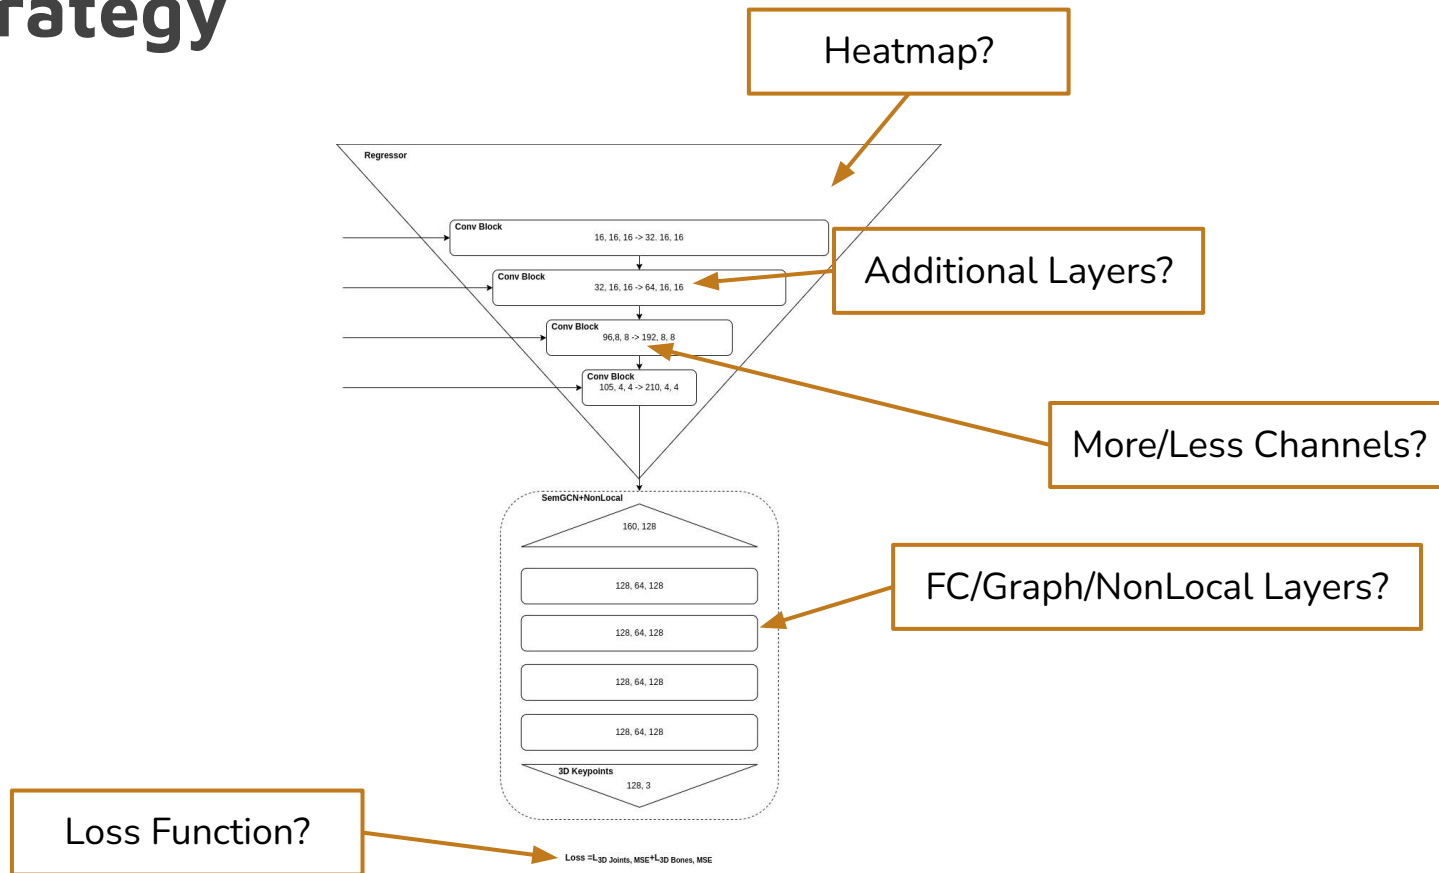 rategy
Heatmap?
Regressor
Conv Block
16, 16, 16 -> 32. 16, 16
Conv Block
32, 16, 16 -> 64, 16, 16
Additional Layers?
Conv Block
96,8, 8 -> 192, 8, 8
Conv Block
105, 4, 4 -> 210, 4, 4
More/Less Channels?
SemGCN+NonLocal
160, 128
128, 64, 128
FC/Graph/NonLocal Layers?
128, 64, 128
128, 64, 128
128, 64, 128
3D Keypoints
128, 3
Loss Function?
Loss =L3D Joints, MSE+L3D Bones, MSE